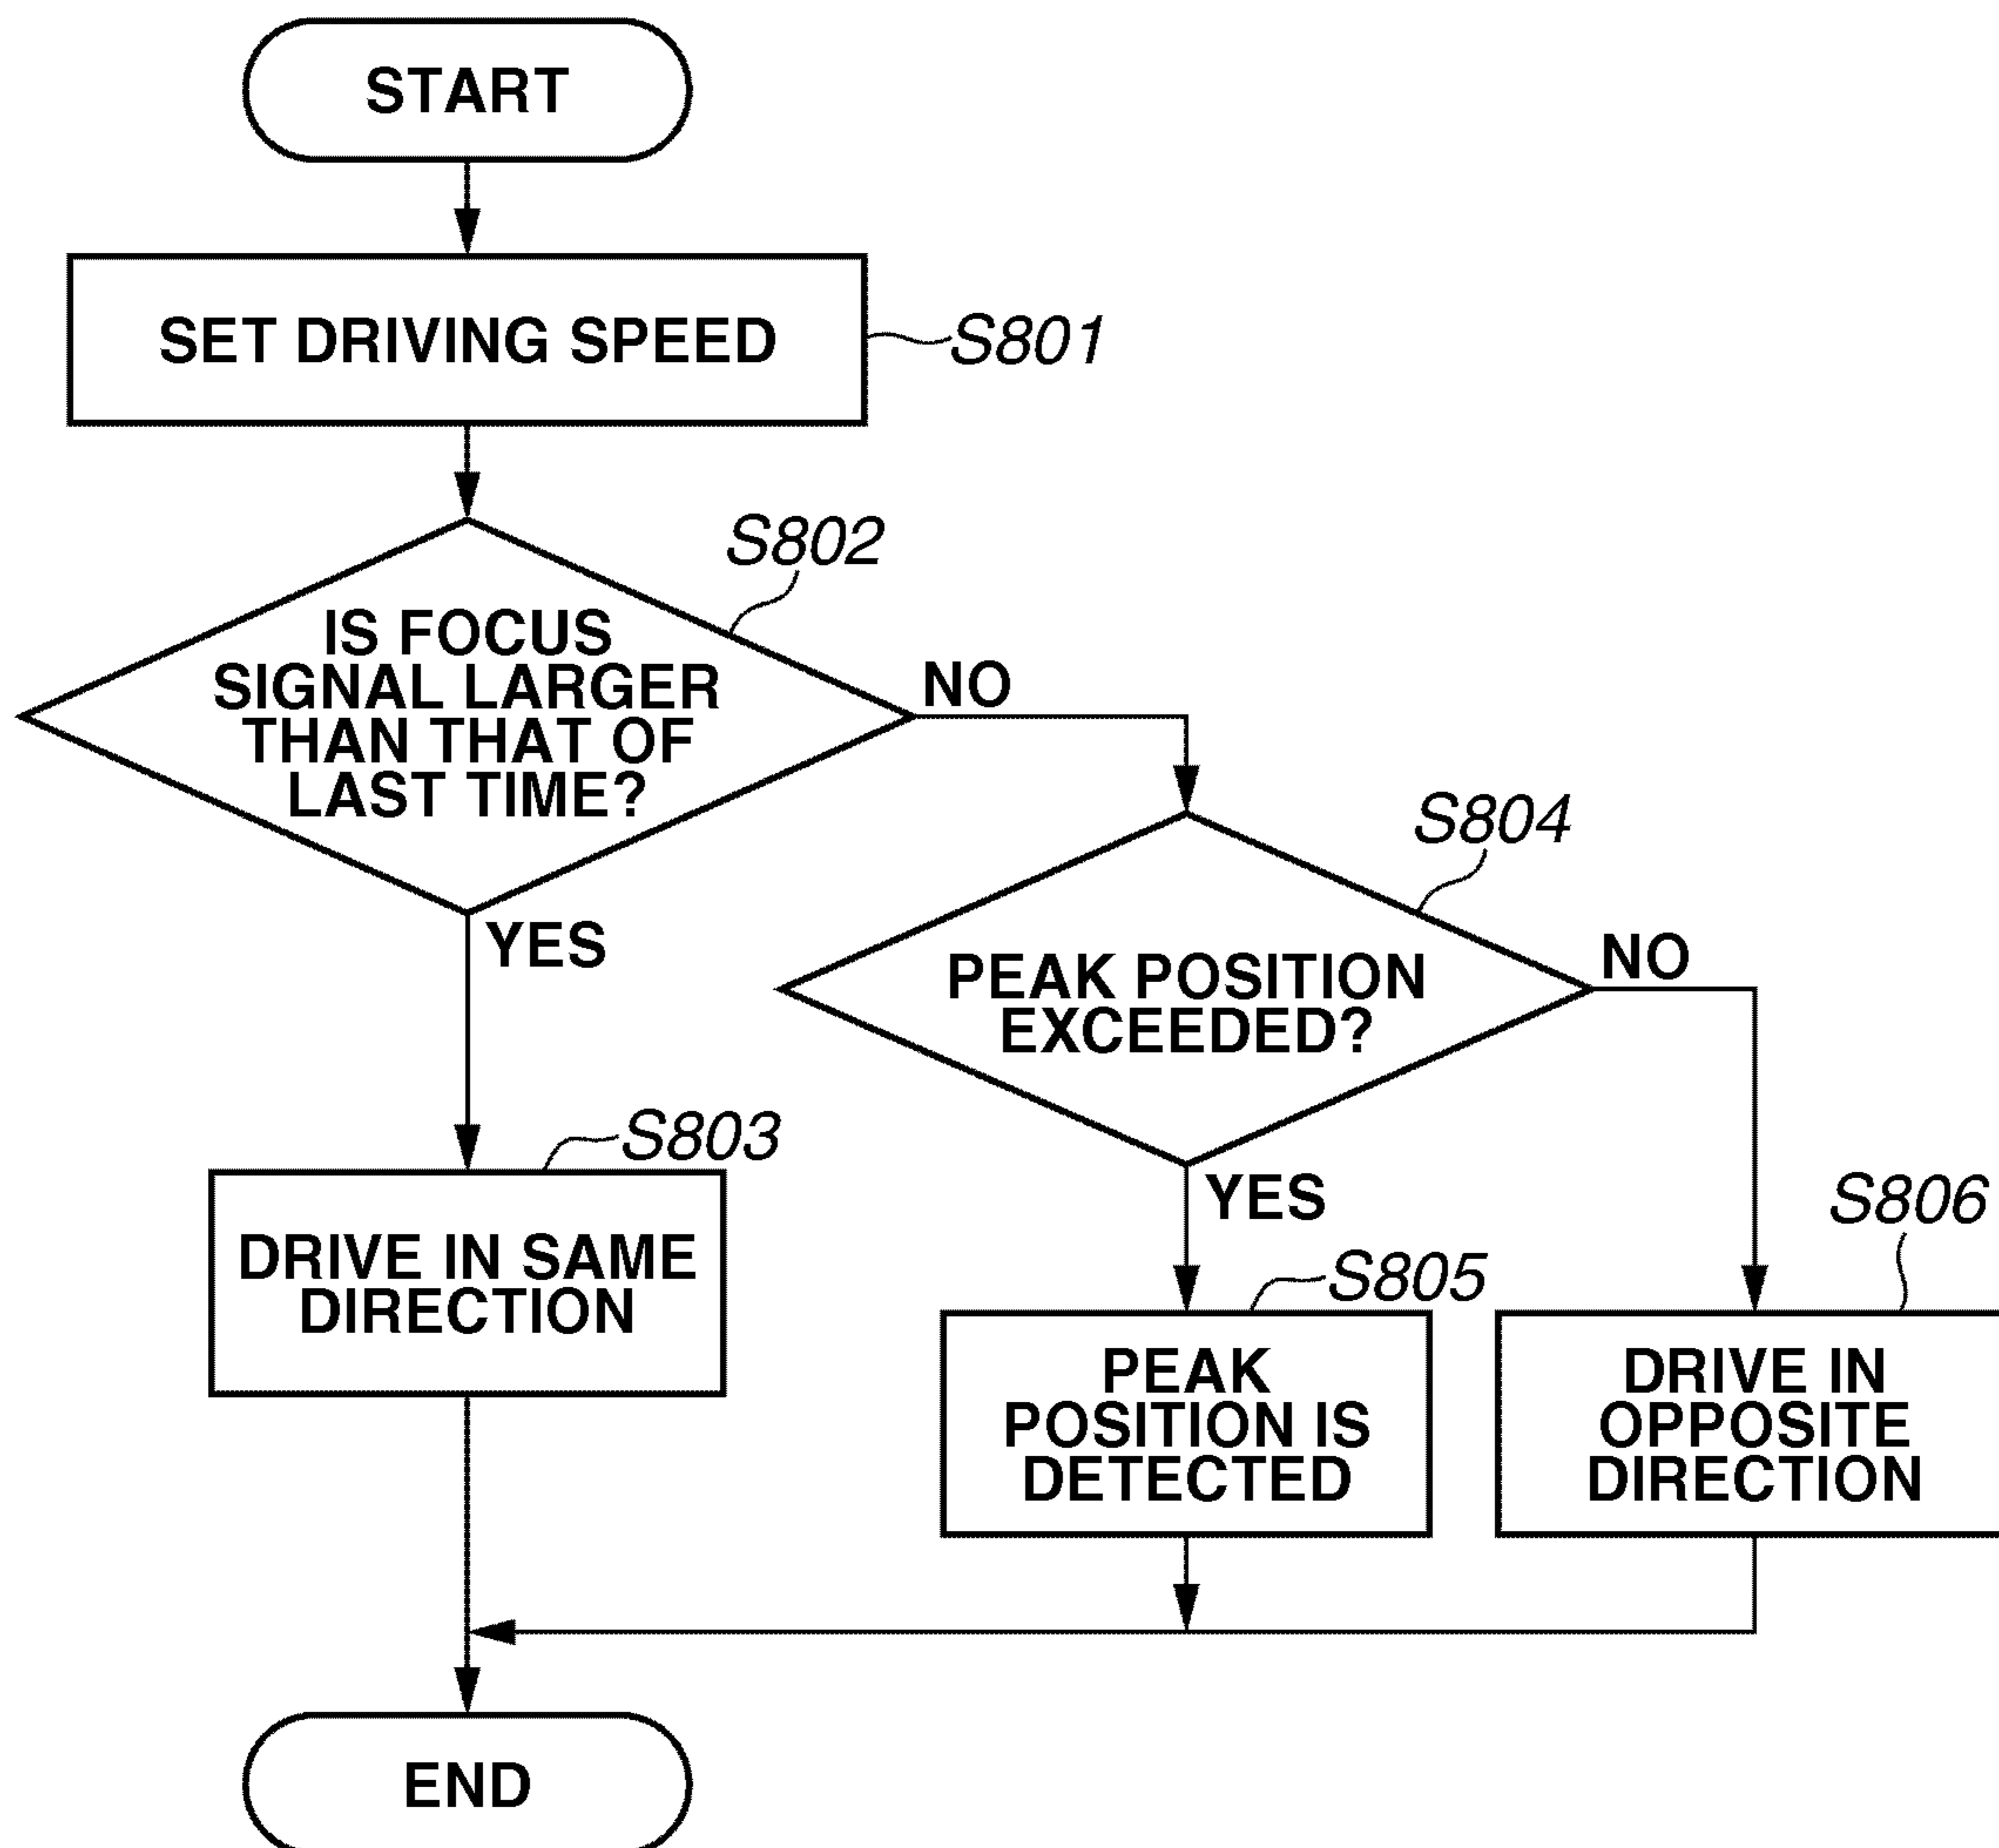 START
SET DRIVING SPEED
S801
S802
IS FOCUS
SIGNAL LARGER
THAN THAT OF
LAST TIME?
NO
YES
S804
PEAK POSITION
EXCEEDED?
NO
YES
S803
DRIVE IN SAME
DIRECTION
S805
PEAK
POSITION IS
DETECTED
S806
DRIVE IN
OPPOSITE
DIRECTION
END